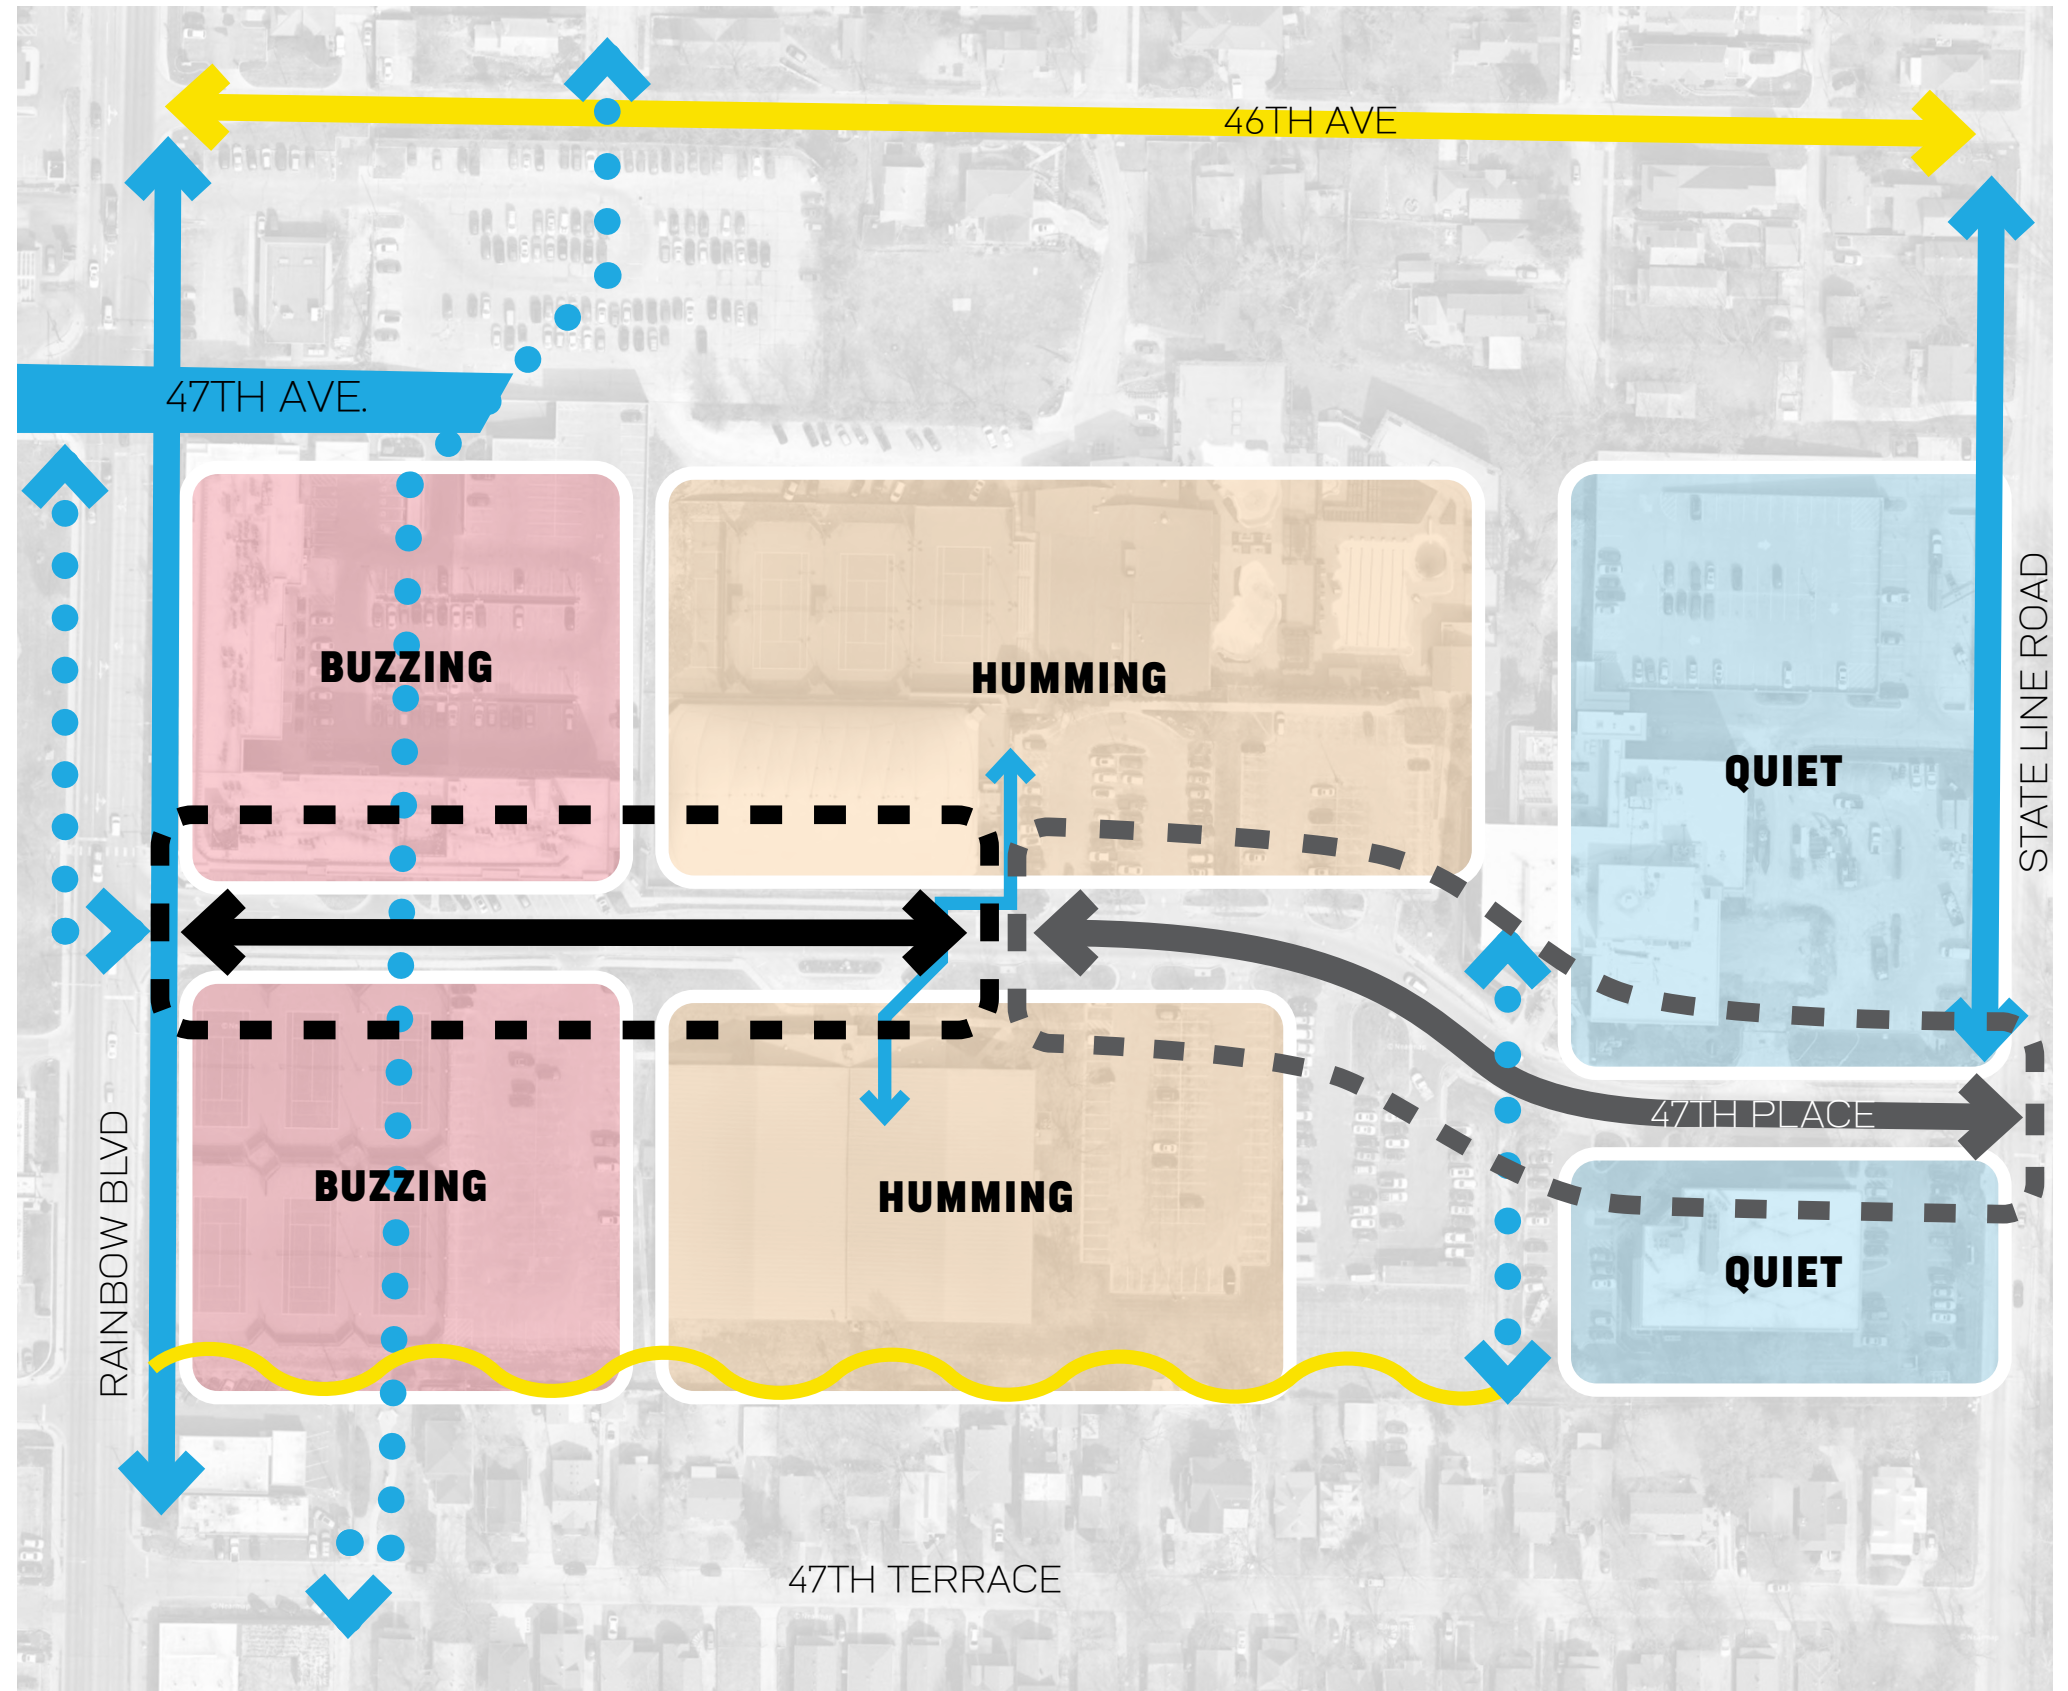 46TH AVE
47TH AVE.
BUZZING
HUMMING
QUIET
STATE LINE ROAD
47TH PLACE
RAINBOW BLVD
BUZZING
HUMMING
QUIET
47TH TERRACE